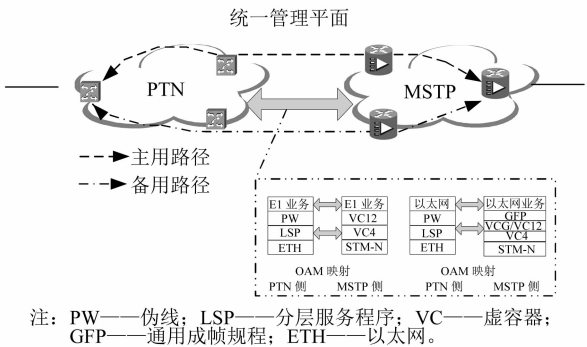 统一管理平面
PTN
MSTP
主用路径
备用路径
E1 业务 E1 业务 以太网 以太网业务
PW VC12 PW GFP
LSP VC4 LSP VCG/VC12
VC4
ETH STM-N ETH STM-N
OAM 映射 OAM 映射
PTN 侧 MSTP 侧 PTN 侧 MSTP 侧
注：PW——伪线；LSP——分层服务程序；VC——虚容器；
GFP——通用成帧规程；ETH——以太网。